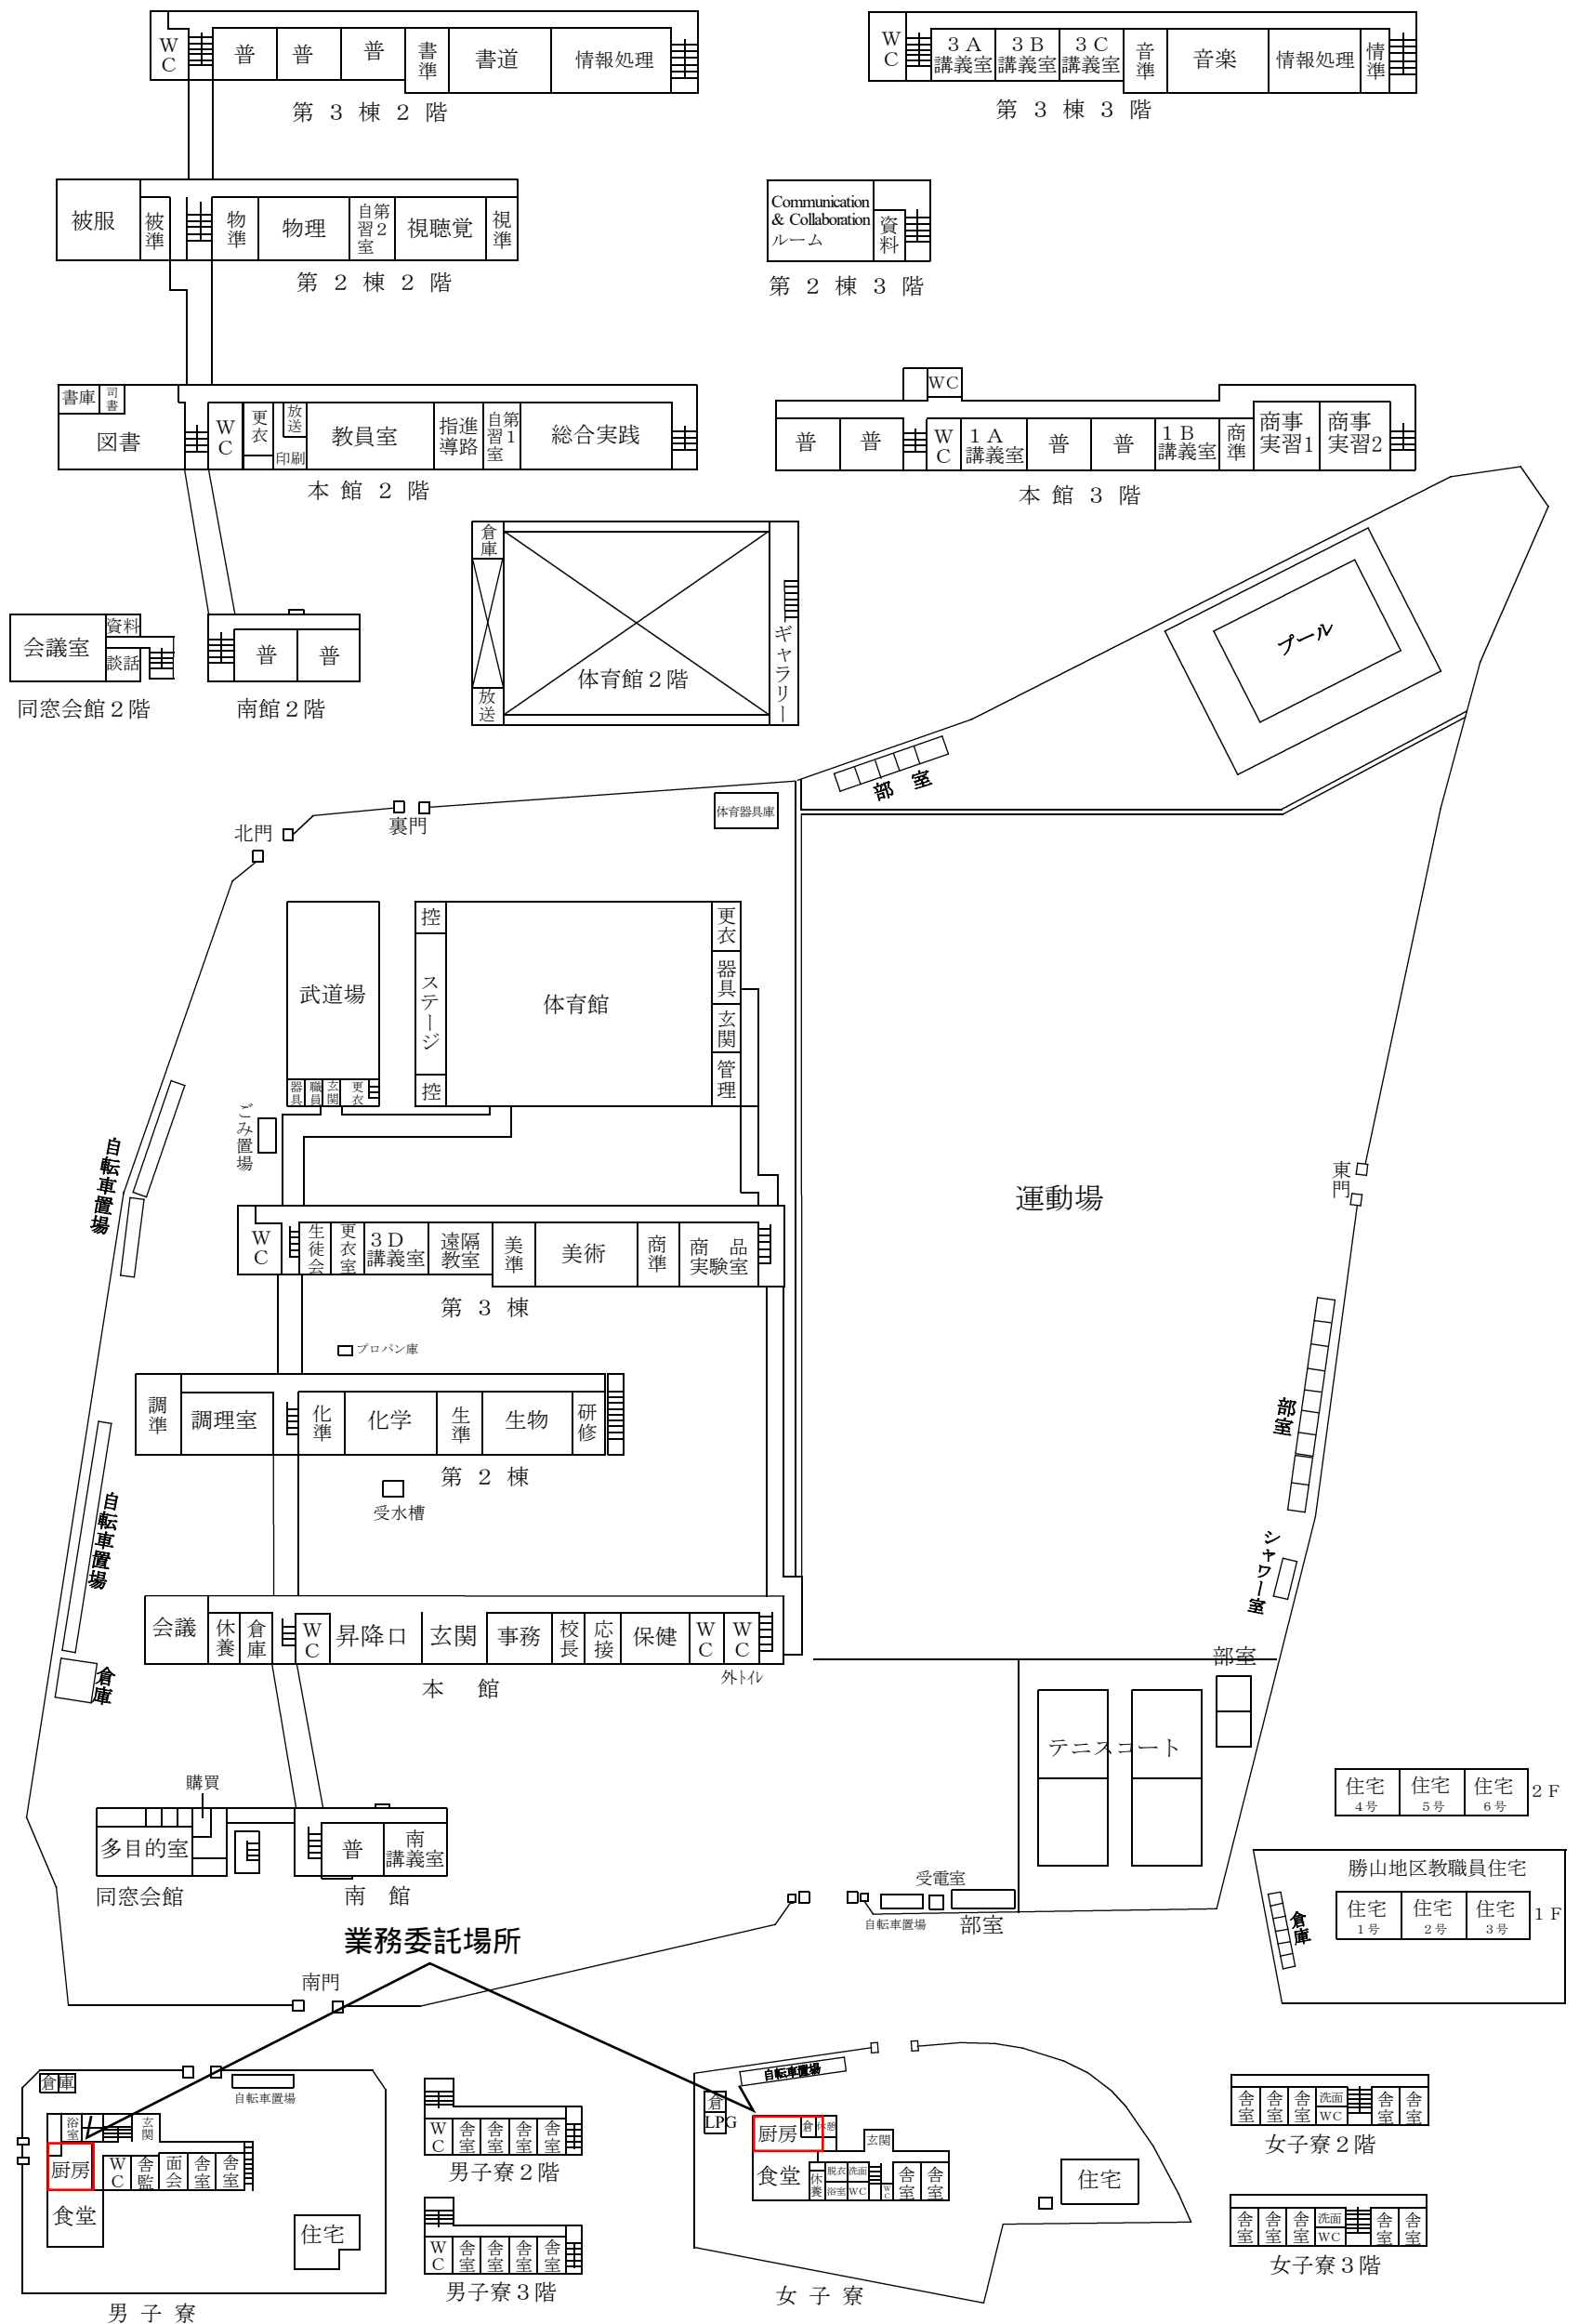 WC 普 普 普 書準 書道 情報処理
第３棟２階
WC ３A講義室 ３B講義室 ３C講義室 音準 音楽 情報処理 情準
第３棟３階
被服 被準 物準 物理 第２自習室 視聴覚 視準
第２棟２階
Communication
& Collaboration
ルーム
資料
第２棟３階
書庫 司書
図書 WC 更衣 放送 印刷 教員室 進路指導 第１自習室 総合実践
本館２階
WC
普 普 WC １A講義室 普 普 １B講義室 商準 商事実習1 商事実習2
本館３階
会議室 資料 談話
同窓会館２階
普 普
南館２階
倉庫
放送
体育館２階
ギャラリー
プール
部室
体育器具庫
裏門
北門
武道場
器具 職員 玄関 更衣
控
ステージ
控
体育館
更衣
器具
玄関
管理
ごみ置場
自転車置場
運動場
東門
WC 生徒会 更衣室 ３D講義室 遠隔教室 美準 美術 商準 商品実験室
第３棟
プロパン庫
調準 調理室 化準 化学 生準 生物 研修
第２棟
受水槽
自転車置場
倉庫
部室
シャワー室
会議 休養 倉庫 WC 昇降口 玄関 事務 校長 応接 保健 WC WC
外ﾄｲﾚ
本館
部室
テニスコート
購買
多目的室
同窓会館
普 南講義室
南館
受電室
自転車置場
部室
住宅 4号 住宅 5号 住宅 6号 2F
勝山地区教職員住宅
住宅 1号 住宅 2号 住宅 3号 1F
倉庫
業務委託場所
南門
倉庫
自転車置場
浴室 玄関
厨房 WC 舎監 面会 舎室 舎室
食堂
住宅
男子寮
WC 舎室 舎室 舎室 舎室
男子寮２階
WC 舎室 舎室 舎室 舎室
男子寮３階
自転車置場
倉
LPG
厨房 倉 休憩
玄関
食堂 休養 脱衣 洗面 浴室 WC WC 舎室 舎室
住宅
女子寮
舎室 舎室 舎室 洗面 WC 舎室 舎室
女子寮２階
舎室 舎室 舎室 洗面 WC 舎室 舎室
女子寮３階